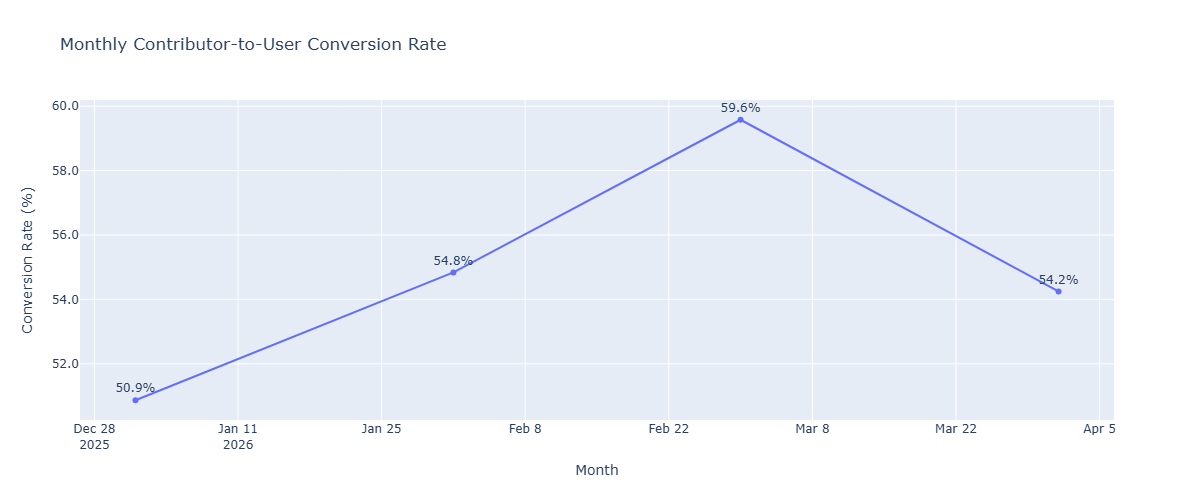 Monthly Contributor-to-User Conversion Rate
60.0
58.0
56.0
54.0
52.0
Conversion Rate (%)
50.9%
54.8%
59.6%
54.2%
Dec 28
2025
Jan 11
2026
Jan 25
Feb 8
Feb 22
Mar 8
Mar 22
Apr 5
Month